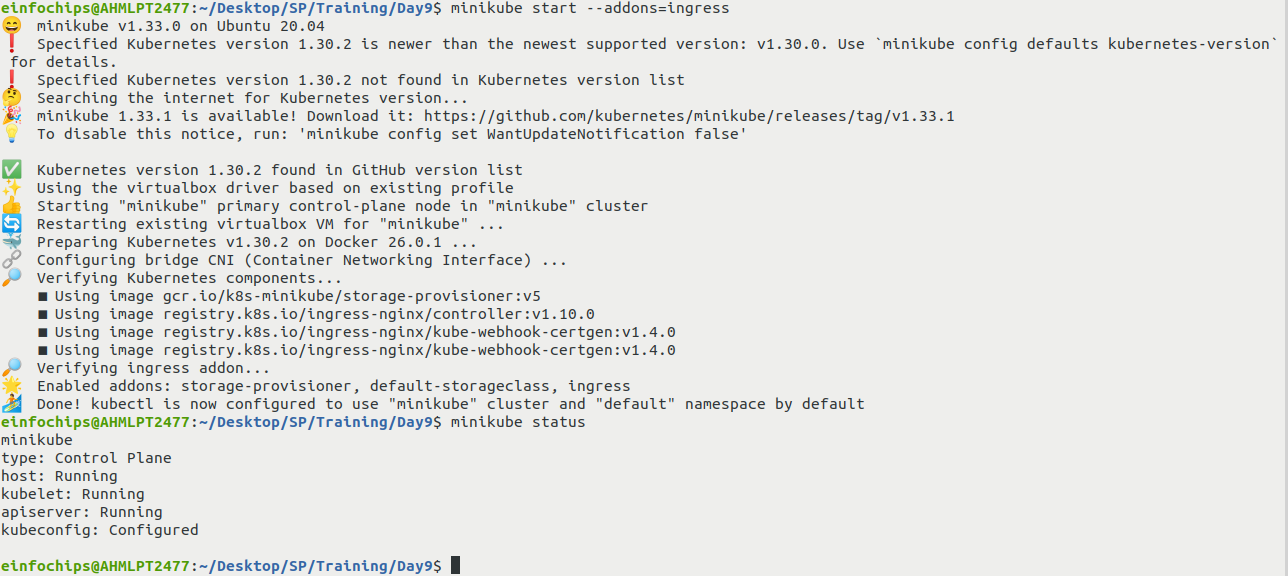 einfochips@AHMLPT2477:~/Desktop/SP/Training/Day9$ minikube start --addons=ingress
😄  minikube v1.33.0 on Ubuntu 20.04
❗  Specified Kubernetes version 1.30.2 is newer than the newest supported version: v1.30.0. Use `minikube config defaults kubernetes-version`
 for details.
❗  Specified Kubernetes version 1.30.2 not found in Kubernetes version list
🤔  Searching the internet for Kubernetes version...
🎉  minikube 1.33.1 is available! Download it: https://github.com/kubernetes/minikube/releases/tag/v1.33.1
💡  To disable this notice, run: 'minikube config set WantUpdateNotification false'
✅  Kubernetes version 1.30.2 found in GitHub version list
✨  Using the virtualbox driver based on existing profile
👍  Starting "minikube" primary control-plane node in "minikube" cluster
🔄  Restarting existing virtualbox VM for "minikube" ...
🐳  Preparing Kubernetes v1.30.2 on Docker 26.0.1 ...
🔗  Configuring bridge CNI (Container Networking Interface) ...
🔎  Verifying Kubernetes components...
    ■ Using image gcr.io/k8s-minikube/storage-provisioner:v5
    ■ Using image registry.k8s.io/ingress-nginx/controller:v1.10.0
    ■ Using image registry.k8s.io/ingress-nginx/kube-webhook-certgen:v1.4.0
    ■ Using image registry.k8s.io/ingress-nginx/kube-webhook-certgen:v1.4.0
🔎  Verifying ingress addon...
🌟  Enabled addons: storage-provisioner, default-storageclass, ingress
🏄  Done! kubectl is now configured to use "minikube" cluster and "default" namespace by default
einfochips@AHMLPT2477:~/Desktop/SP/Training/Day9$ minikube status
minikube
type: Control Plane
host: Running
kubelet: Running
apiserver: Running
kubeconfig: Configured
einfochips@AHMLPT2477:~/Desktop/SP/Training/Day9$